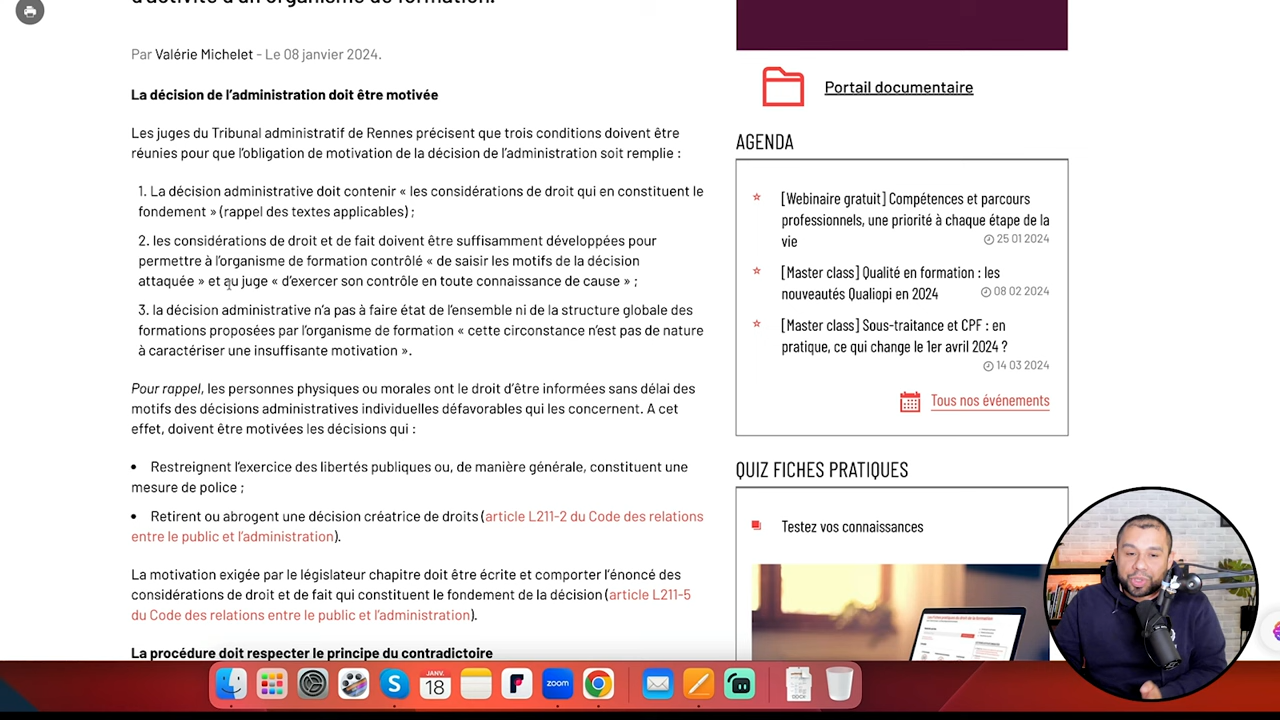 d'activité d'un organisme de formation.
Par Valérie Michelet - Le 08 janvier 2024.
La décision de l'administration doit être motivée
Les juges du Tribunal administratif de Rennes précisent que trois conditions doivent être
réunies pour que l'obligation de motivation de la décision de l'administration soit remplie :
1. La décision administrative doit contenir « les considérations de droit qui en constituent le
fondement » (rappel des textes applicables) ;
2. les considérations de droit et de fait doivent être suffisamment développées pour
permettre à l'organisme de formation contrôlé « de saisir les motifs de la décision
attaquée » et au juge « d'exercer son contrôle en toute connaissance de cause » ;
3. la décision administrative n'a pas à faire état de l'ensemble ni de la structure globale des
formations proposées par l'organisme de formation « cette circonstance n'est pas de nature
à caractériser une insuffisante motivation ».
Pour rappel, les personnes physiques ou morales ont le droit d'être informées sans délai des
motifs des décisions administratives individuelles défavorables qui les concernent. A cet
effet, doivent être motivées les décisions qui :
• Restreignent l'exercice des libertés publiques ou, de manière générale, constituent une
mesure de police ;
• Retirent ou abrogent une décision créatrice de droits (article L211-2 du Code des relations
entre le public et l'administration).
La motivation exigée par le législateur chapitre doit être écrite et comporter l'énoncé des
considérations de droit et de fait qui constituent le fondement de la décision (article L211-5
du Code des relations entre le public et l'administration).
La procédure doit respecter le principe du contradictoire
Portail documentaire
AGENDA
[Webinaire gratuit] Compétences et parcours
professionnels, une priorité à chaque étape de la
vie 25 01 2024
[Master class] Qualité en formation : les
nouveautés Qualiopi en 2024 08 02 2024
[Master class] Sous-traitance et CPF : en
pratique, ce qui change le 1er avril 2024 ?
14 03 2024
Tous nos événements
QUIZ FICHES PRATIQUES
Testez vos connaissances
JANV.
18
zoom